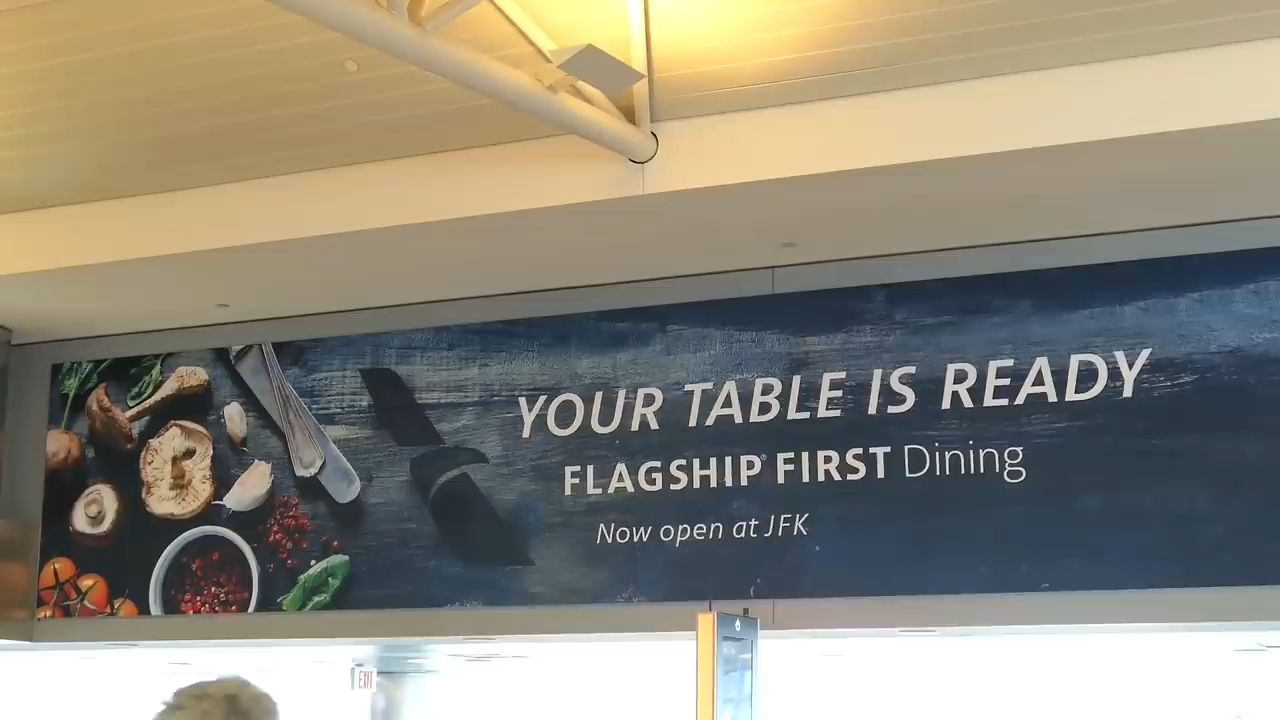 YOUR TABLE IS READY
FLAGSHIP® FIRST Dining
Now open at JFK
EXIT